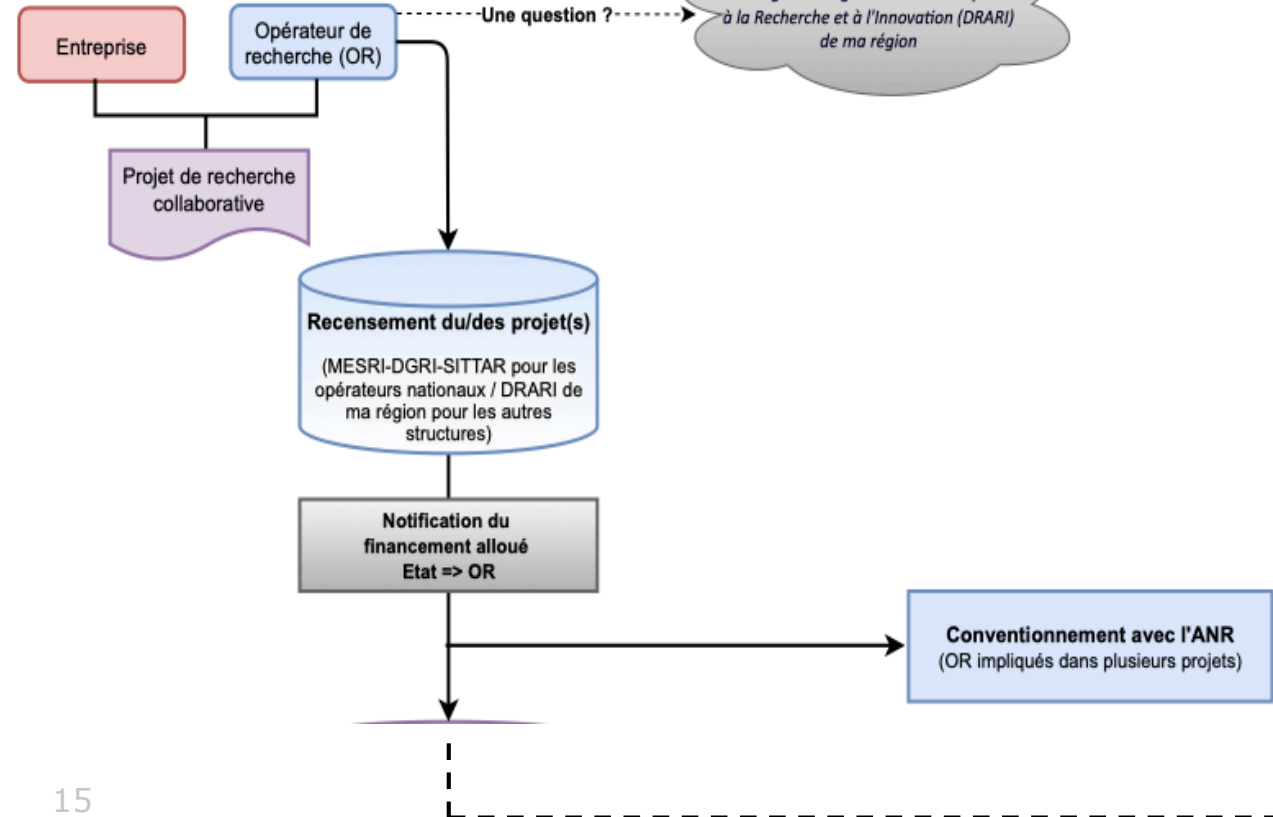 Entreprise
Opérateur de
recherche (OR)
Une question ?
à la Recherche et à l'Innovation (DRARI)
de ma région
Projet de recherche
collaborative
Recensement du/des projet(s)
(MESRI-DGRI-SITTAR pour les
opérateurs nationaux / DRARI de
ma région pour les autres
structures)
Notification du
financement alloué
Etat => OR
Conventionnement avec l'ANR
(OR impliqués dans plusieurs projets)
15